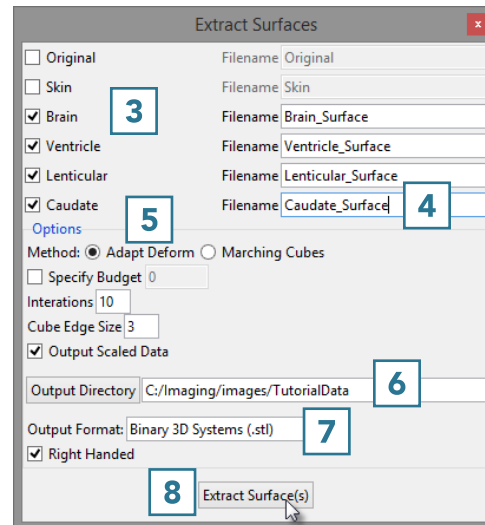 Extract Surfaces x
Original Filename Original
Skin Filename Skin
3
Brain Filename Brain_Surface
Ventricle Filename Ventricle_Surface
Lenticular Filename Lenticular_Surface
Caudate Filename Caudate_Surface 4
5
Options
Method: Adapt Deform Marching Cubes
Specify Budget 0
Interations 10
Cube Edge Size 3
Output Scaled Data
6
Output Directory C:/Imaging/images/TutorialData
Output Format: Binary 3D Systems (.stl) 7
Right Handed
8 Extract Surface(s)